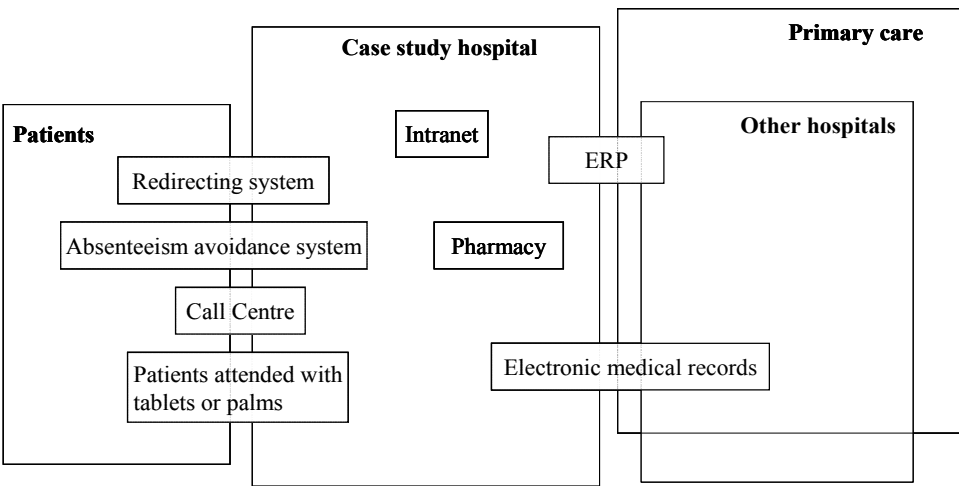 Primary care
Case study hospital
Patients
Intranet
Other hospitals
ERP
Redirecting system
Absenteeism avoidance system
Pharmacy
Call Centre
Electronic medical records
Patients attended with
tablets or palms